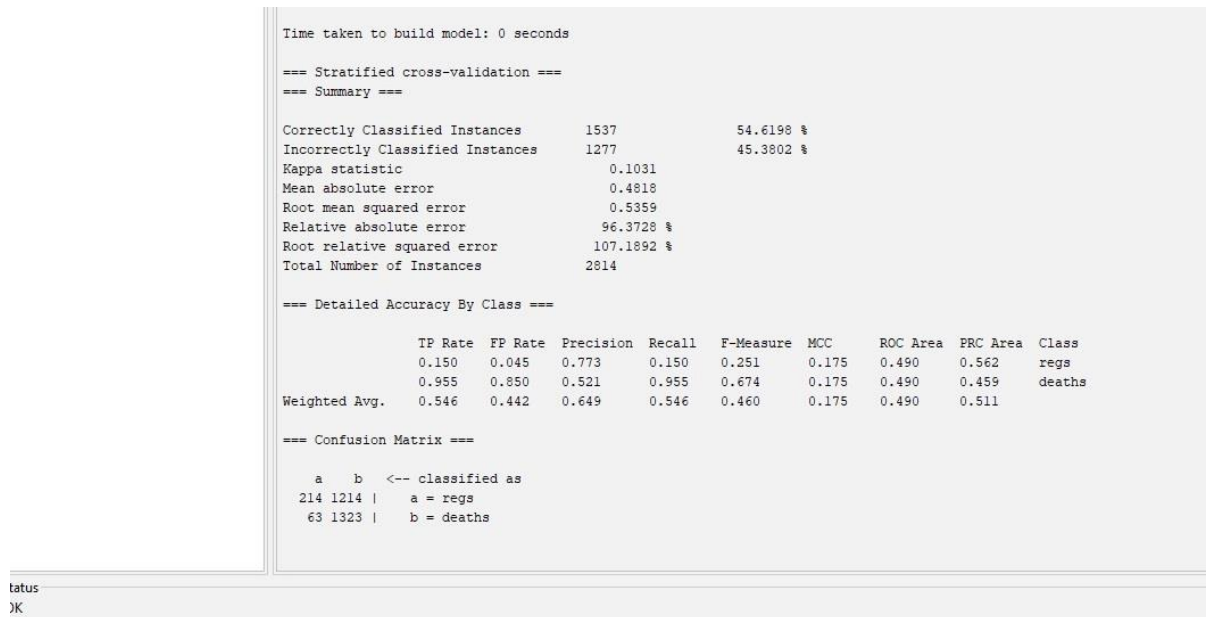 Time taken to build model: 0 seconds
=== Stratified cross-validation ===
=== Summary ===
Correctly Classified Instances 1537 54.6198 %
Incorrectly Classified Instances 1277 45.3802 %
Kappa statistic 0.1031
Mean absolute error 0.4818
Root mean squared error 0.5359
Relative absolute error 96.3728 %
Root relative squared error 107.1892 %
Total Number of Instances 2814
=== Detailed Accuracy By Class ===
TP Rate FP Rate Precision Recall F-Measure MCC ROC Area PRC Area Class
0.150 0.045 0.773 0.150 0.251 0.175 0.490 0.562 regs
0.955 0.850 0.521 0.955 0.674 0.175 0.490 0.459 deaths
Weighted Avg. 0.546 0.442 0.649 0.546 0.460 0.175 0.490 0.511
=== Confusion Matrix ===
a b <-- classified as
214 1214 | a = regs
63 1323 | b = deaths
tatus
OK